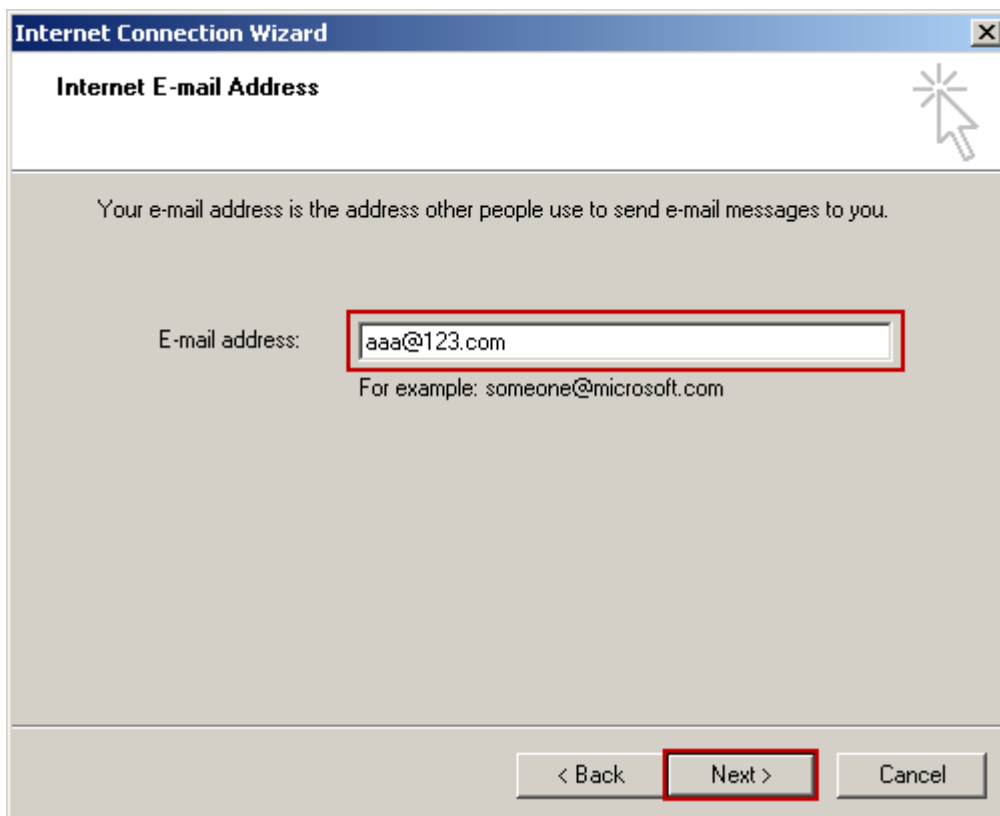 Internet Connection Wizard
Internet E-mail Address
Your e-mail address is the address other people use to send e-mail messages to you.
E-mail address: aaa@123.com
For example: someone@microsoft.com
< Back Next > Cancel